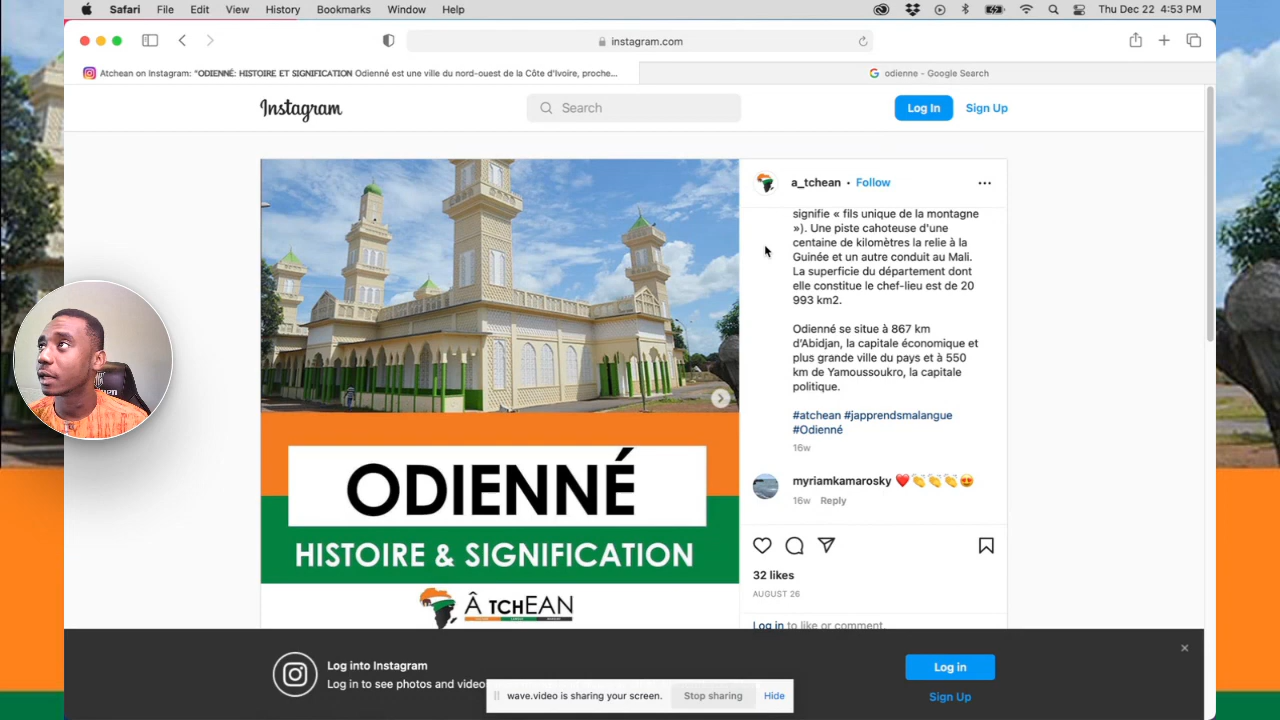 Safari File Edit View History Bookmarks Window Help
Thu Dec 22 4:53 PM
instagram.com
Atchean on Instagram: "ODIENNÉ: HISTOIRE ET SIGNIFICATION Odienné est une ville du nord-ouest de la Côte d'Ivoire, proche...
odienne - Google Search
Instagram
Search
Log In
Sign Up
a_tchean • Follow
signifie « fils unique de la montagne
»). Une piste cahoteuse d'une
centaine de kilomètres la relie à la
Guinée et un autre conduit au Mali.
La superficie du département dont
elle constitue le chef-lieu est de 20
993 km2.
Odienné se situe à 867 km
d'Abidjan, la capitale économique et
plus grande ville du pays et à 550
km de Yamoussoukro, la capitale
politique.
#atchean #japprendsmalangue
#Odienné
16w
myriamkamarosky ❤️👏👏👏😍
16w Reply
32 likes
AUGUST 26
Log in to like or comment.
ODIENNÉ
HISTOIRE & SIGNIFICATION
Â TCHEAN
Log into Instagram
Log in to see photos and video
Log in
Sign Up
wave.video is sharing your screen.
Stop sharing
Hide